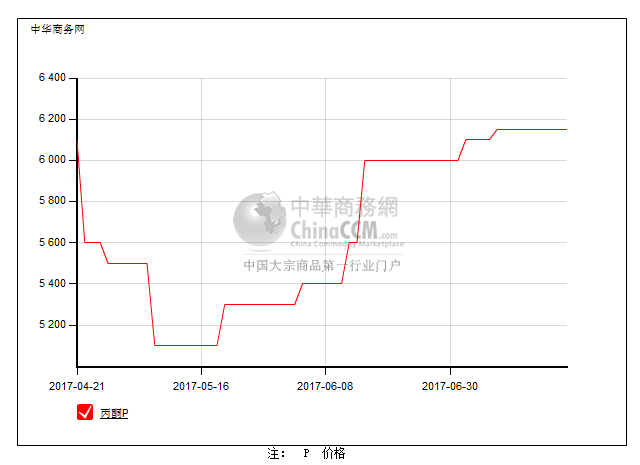 中华商务网
6 400
6 200
6 000
5 800
5 600
5 400
5 200
中華商務網
ChinaCCM.com
China Commodity Marketplace
中国大宗商品第一行业门户
2017-04-21 2017-05-16 2017-06-08 2017-06-30
丙酮P
注： P 价格